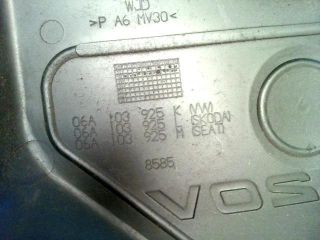 WJD
>P A6 MV30<
06A 103 925 K (VW)
06A 103 925 (SKODA)
06A 103 925 M (SEAT)
8585
VOS